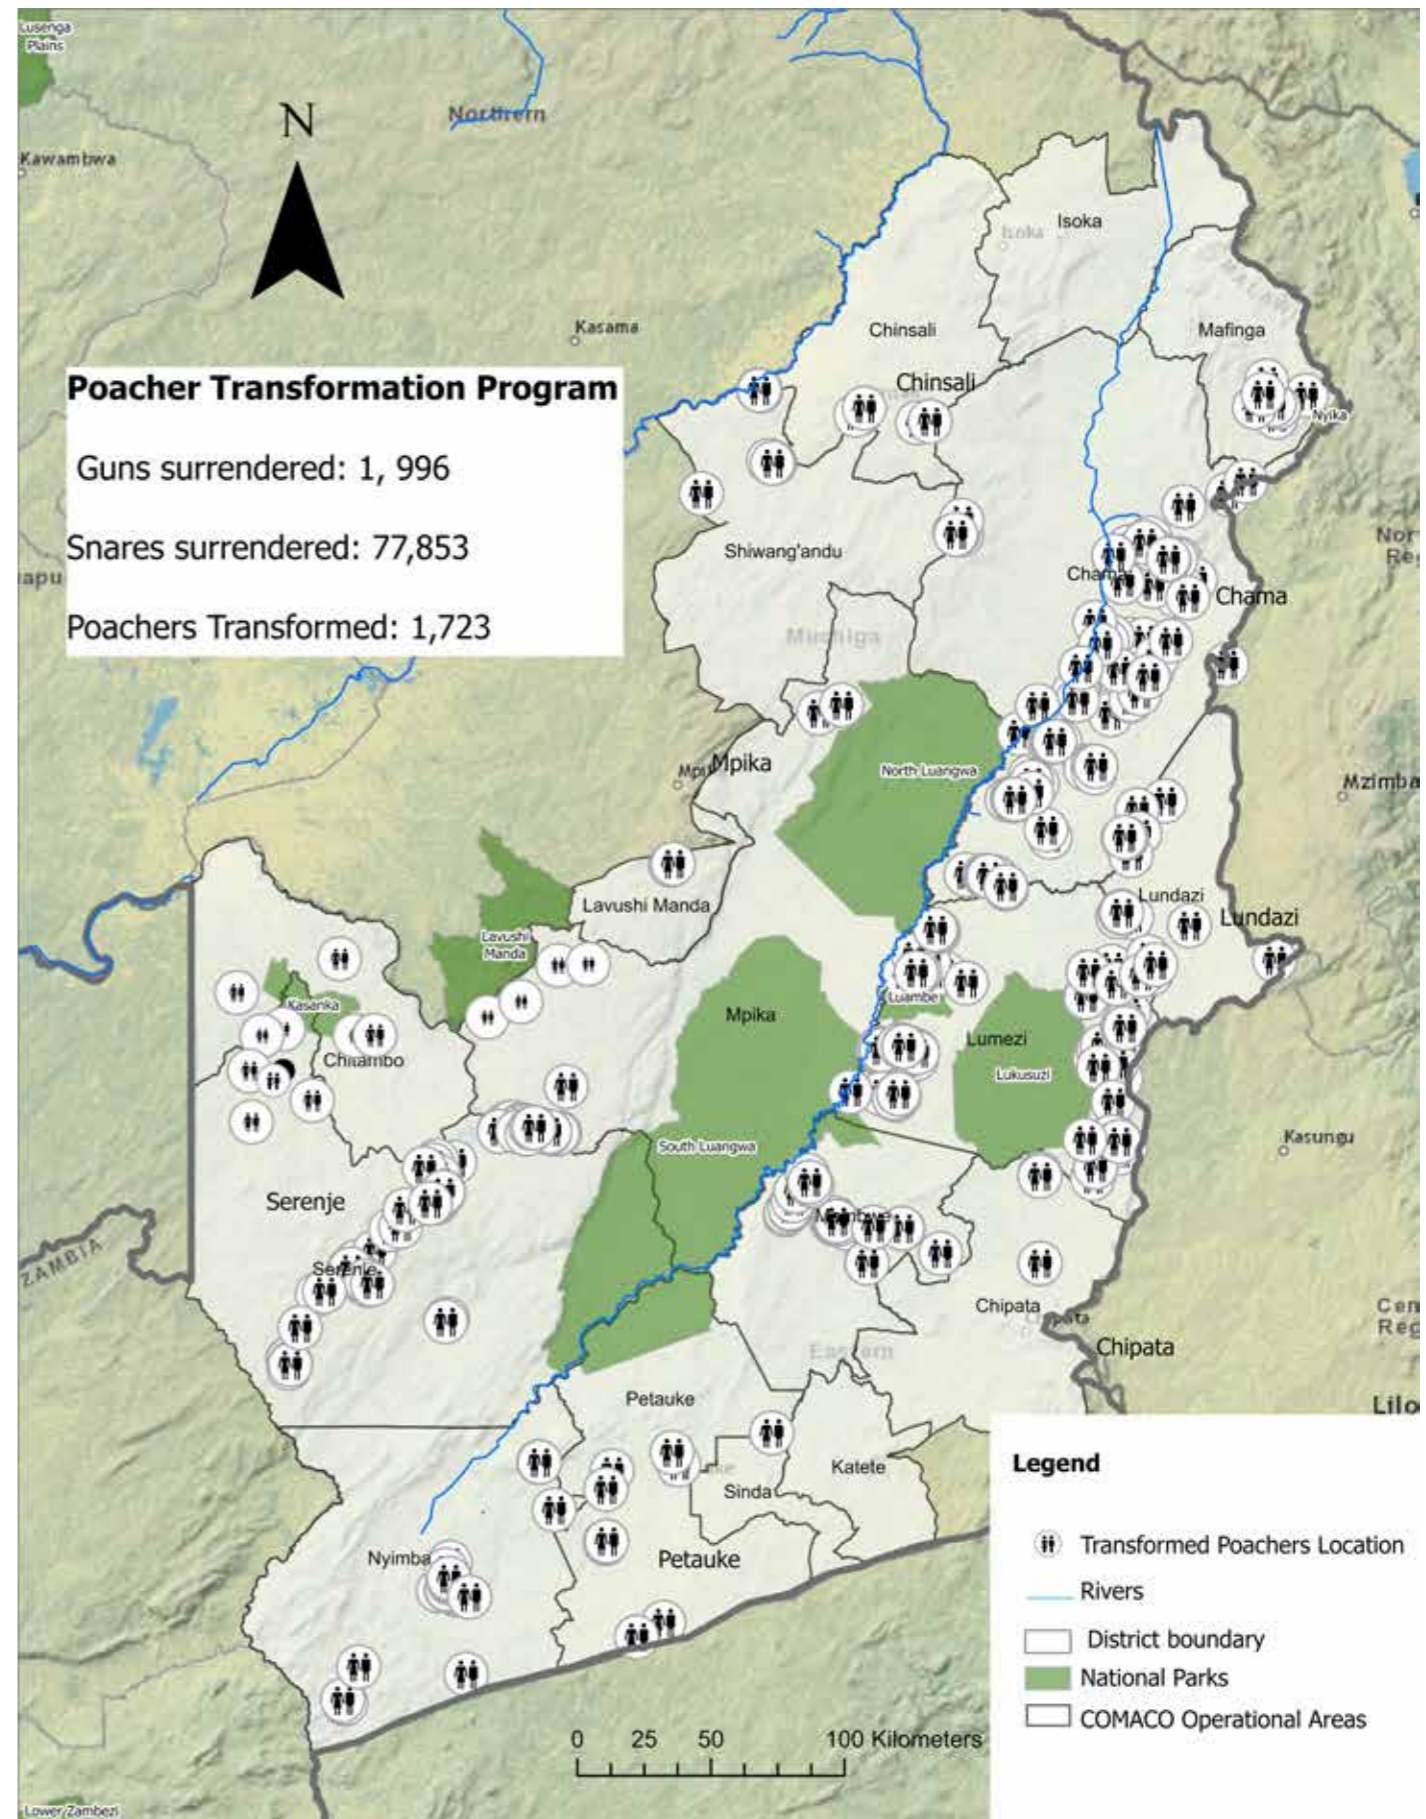 Lusenga
Plains
Northern
N
Kawambwa
Isoka
Isoka
Kasama
Chinsali
Mafinga
Poacher Transformation Program
Chinsali
Nyika
Guns surrendered: 1, 996
Snares surrendered: 77,853
Shiwang'andu
Chama
Chama
Poachers Transformed: 1,723
Muchiga
Mpika
North Luangwa
Mzimba
Lavushi Manda
Lundazi
Lundazi
Lavushi
Manda
Kasanka
Luambe
Mpika
Lumezi
Chitambo
Lukusuzi
South Luangwa
Kasungu
Serenje
ZAMBIA
Serenje
Chipata
Chipata
Eastern
Petauke
Katete
Sinda
Nyimba
Petauke
Legend
Transformed Poachers Location
Rivers
District boundary
National Parks
COMACO Operational Areas
0 25 50 100 Kilometers
Lower Zambezi